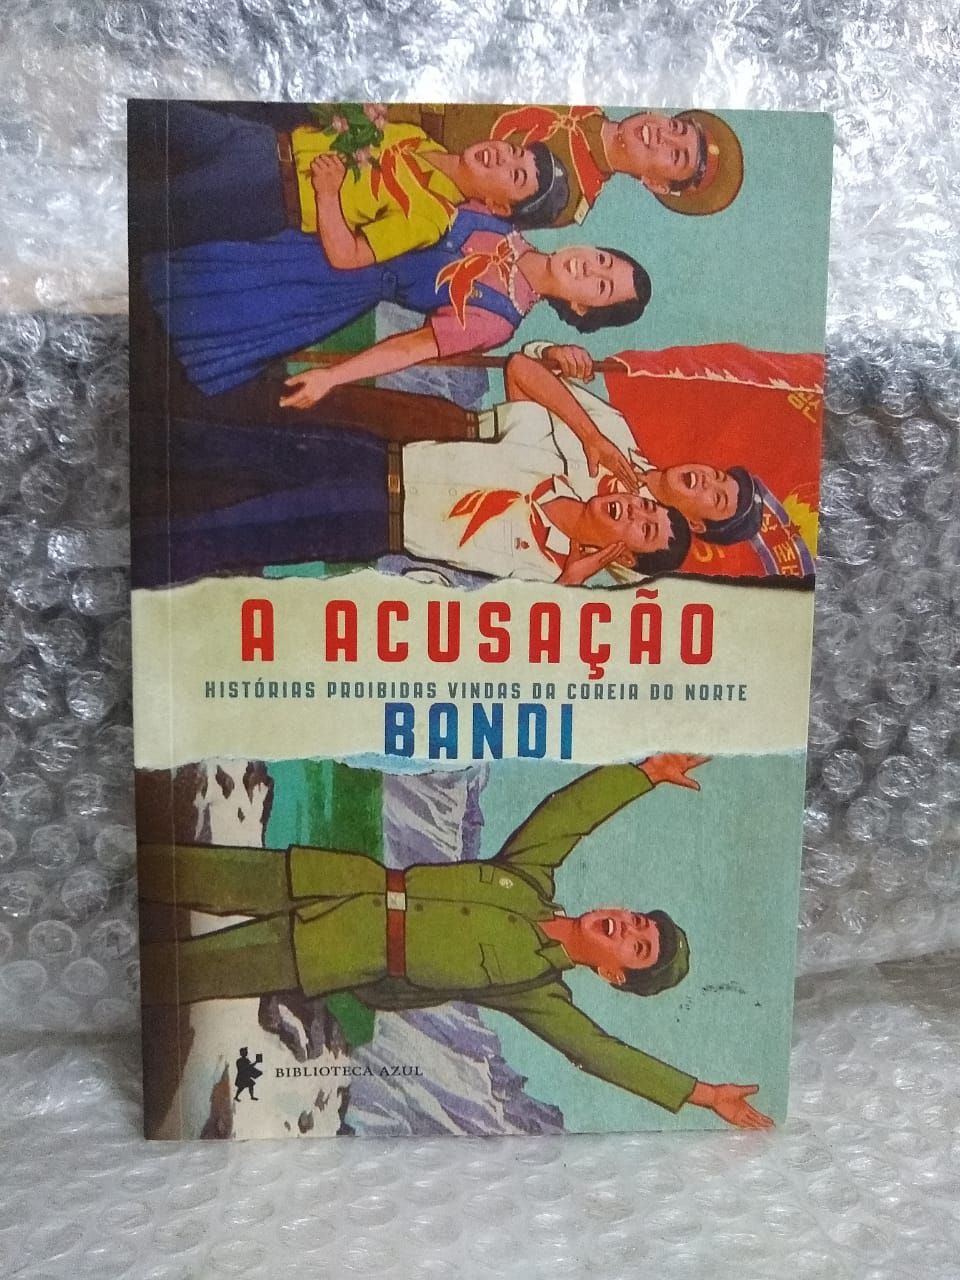 A ACUSAÇÃO
HISTÓRIAS PROIBIDAS VINDAS DA COREIA DO NORTE
BANDI
BIBLIOTECA AZUL